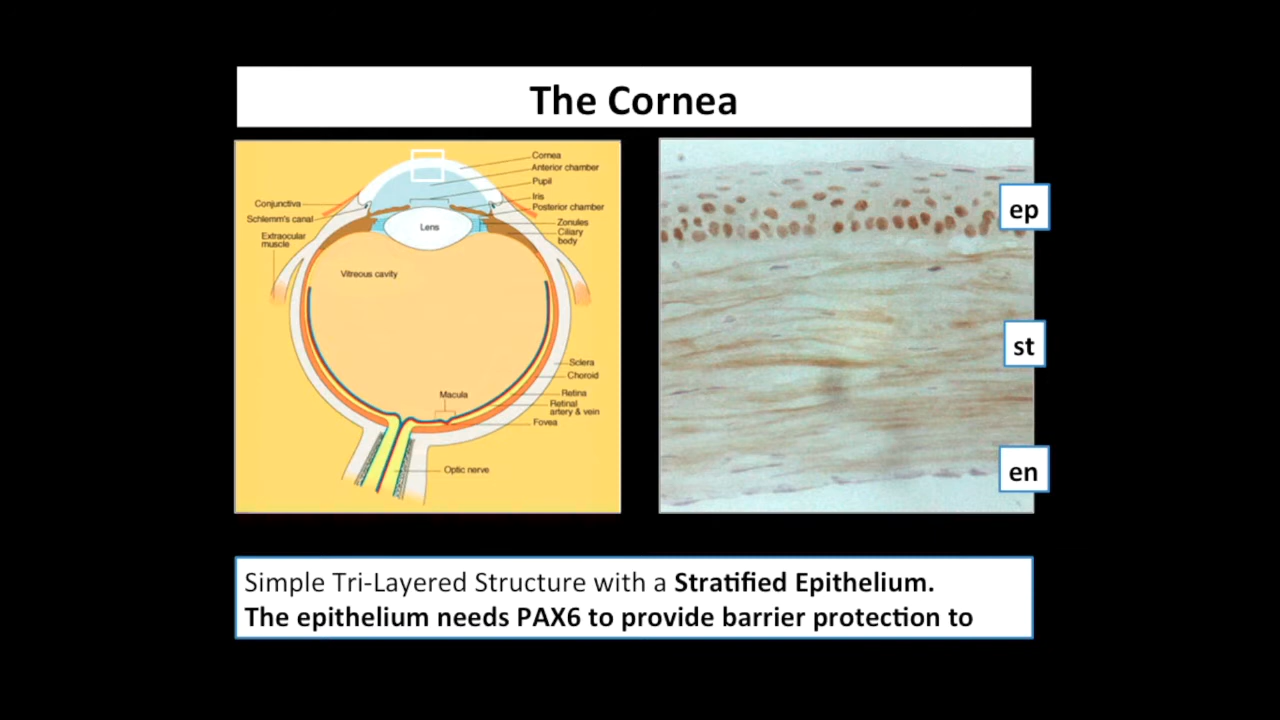 The Cornea
Cornea
Anterior chamber
Pupil
Iris
Posterior chamber
Zonules
Ciliary
body
Conjunctiva
Schlemm's canal
Extraocular
muscle
Lens
Vitreous cavity
Sclera
Choroid
Macula
Retina
Retinal
artery & vein
Fovea
Optic nerve
ep
st
en
Simple Tri-Layered Structure with a Stratified Epithelium.
The epithelium needs PAX6 to provide barrier protection to